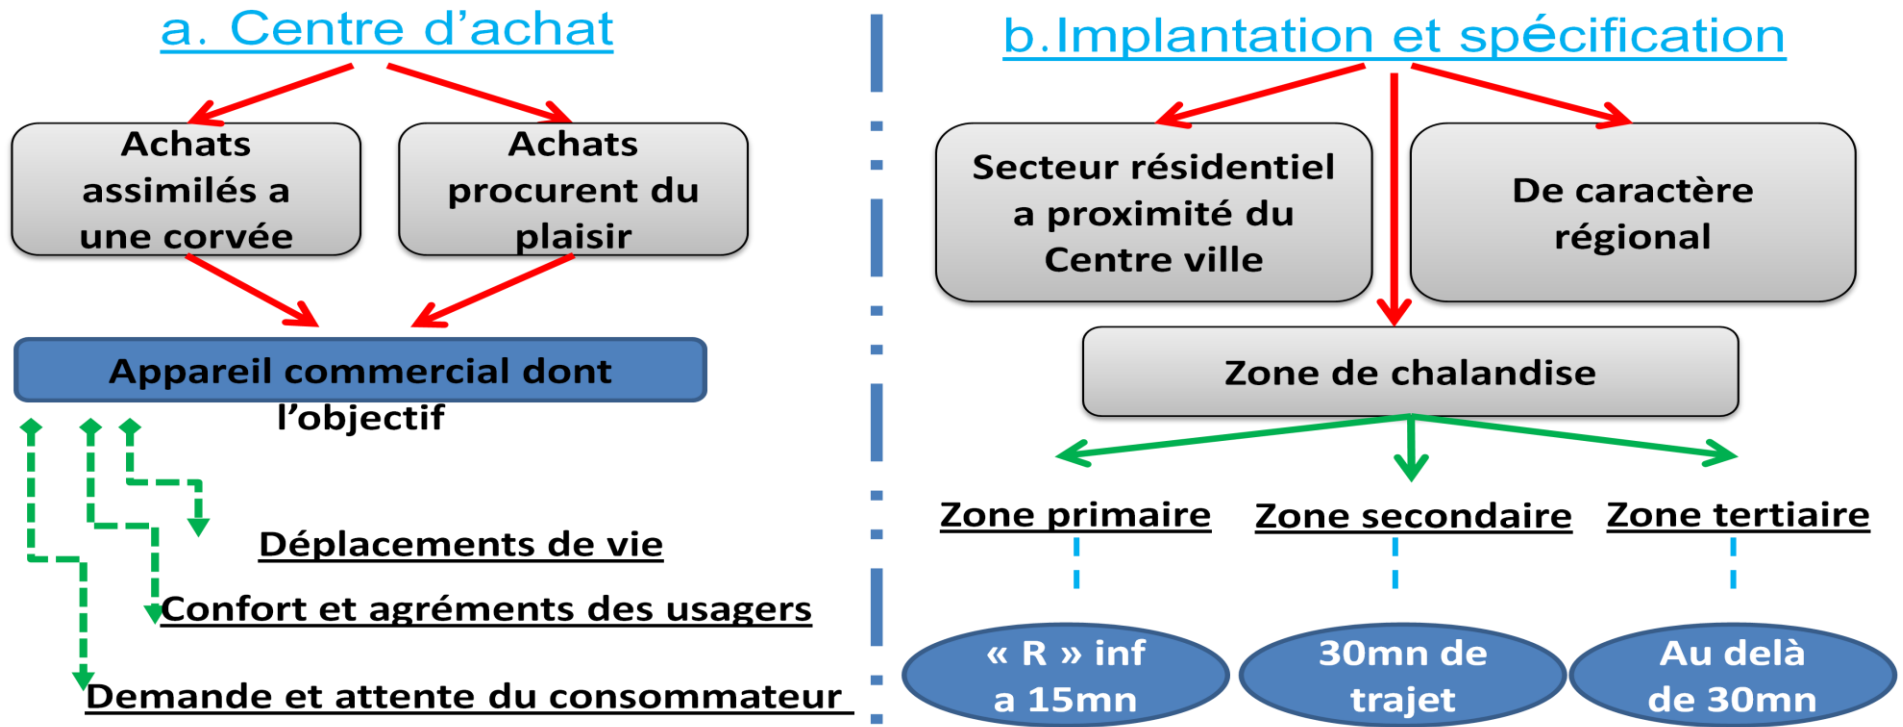 a. Centre d’achat
Achats
assimilés a
une corvée
Achats
procurent du
plaisir
Appareil commercial dont
l’objectif
Déplacements de vie
Confort et agréments des usagers
Demande et attente du consommateur
b.Implantation et spécification
Secteur résidentiel
a proximité du
Centre ville
De caractère
régional
Zone de chalandise
Zone primaire
Zone secondaire
Zone tertiaire
« R » inf
a 15mn
30mn de
trajet
Au delà
de 30mn